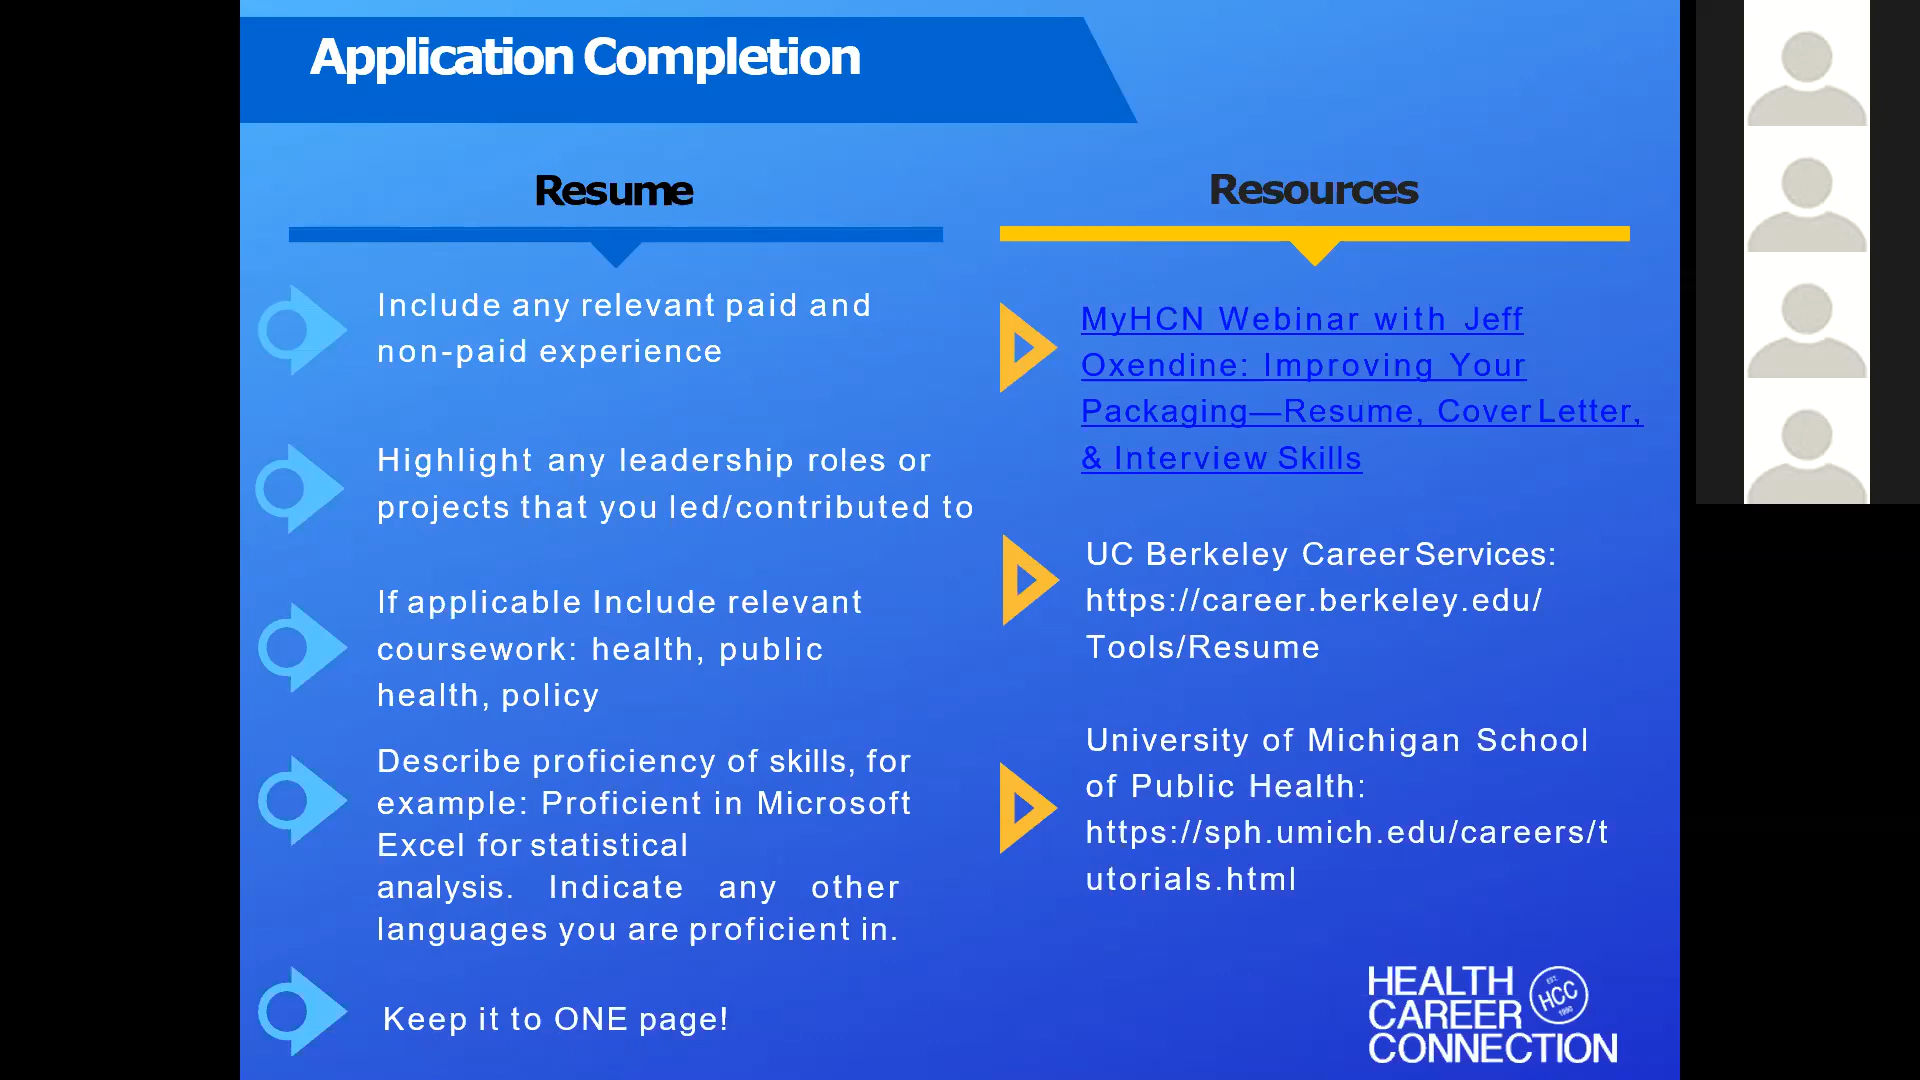 Application Completion
Resume
Include any relevant paid and
non-paid experience
Highlight any leadership roles or
projects that you led/contributed to
If applicable Include relevant
coursework: health, public
health, policy
Describe proficiency of skills, for
example: Proficient in Microsoft
Excel for statistical
analysis. Indicate any other
languages you are proficient in.
Keep it to ONE page!
Resources
MyHCN Webinar with Jeff
Oxendine: Improving Your
Packaging—Resume, Cover Letter,
& Interview Skills
UC Berkeley Career Services:
https://career.berkeley.edu/
Tools/Resume
University of Michigan School
of Public Health:
https://sph.umich.edu/careers/t
utorials.html
HEALTH
CAREER
CONNECTION
EST.
HCC
1990